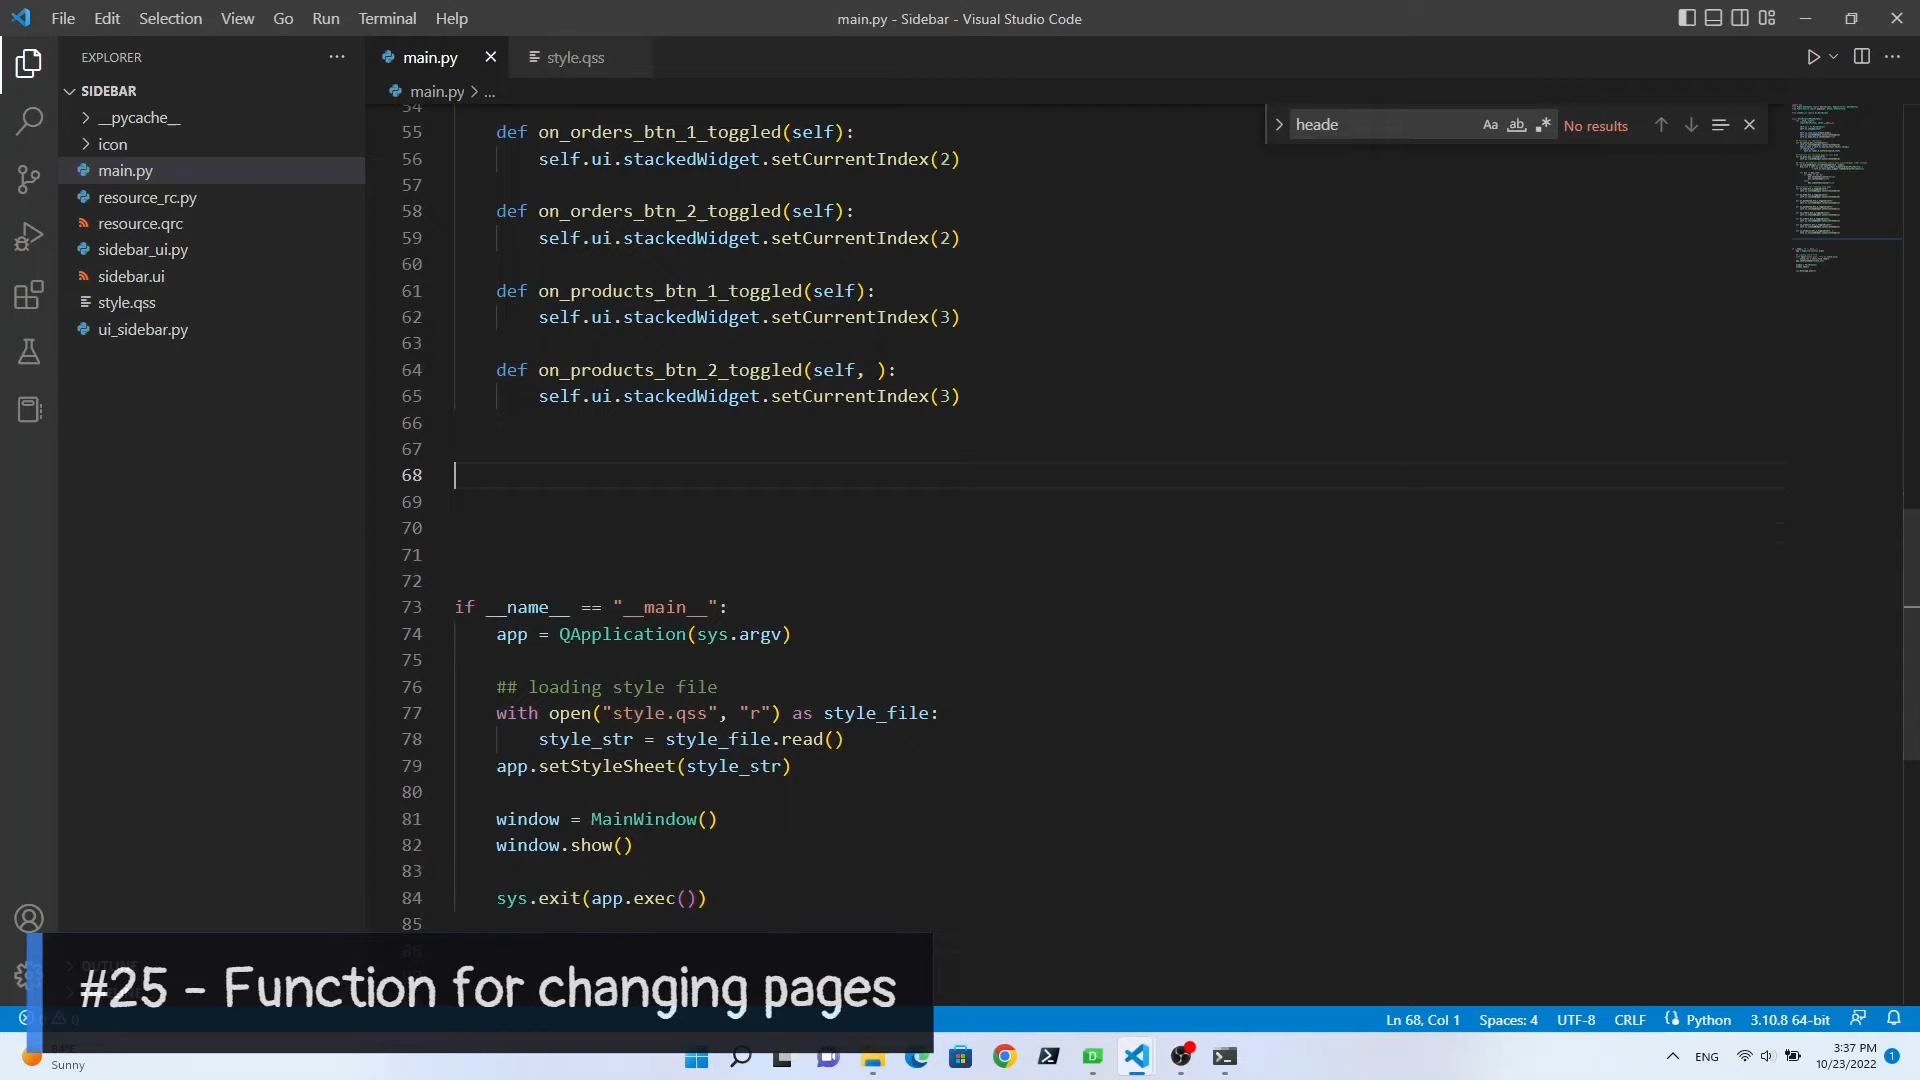 File Edit Selection View Go Run Terminal Help
main.py - Sidebar - Visual Studio Code
EXPLORER
main.py
style.qss
SIDEBAR
main.py > ...
__pycache__
icon
main.py
resource_rc.py
resource.qrc
sidebar_ui.py
sidebar.ui
style.qss
ui_sidebar.py
heade
Aa ab No results
54
55 def on_orders_btn_1_toggled(self):
56 self.ui.stackedWidget.setCurrentIndex(2)
57
58 def on_orders_btn_2_toggled(self):
59 self.ui.stackedWidget.setCurrentIndex(2)
60
61 def on_products_btn_1_toggled(self):
62 self.ui.stackedWidget.setCurrentIndex(3)
63
64 def on_products_btn_2_toggled(self, ):
65 self.ui.stackedWidget.setCurrentIndex(3)
66
67
68
69
70
71
72
73 if __name__ == "__main__":
74 app = QApplication(sys.argv)
75
76 ## loading style file
77 with open("style.qss", "r") as style_file:
78 style_str = style_file.read()
79 app.setStyleSheet(style_str)
80
81 window = MainWindow()
82 window.show()
83
84 sys.exit(app.exec())
85
#25 - Function for changing pages
Ln 68, Col 1 Spaces: 4 UTF-8 CRLF Python 3.10.8 64-bit
Sunny
ENG
3:37 PM
10/23/2022
1